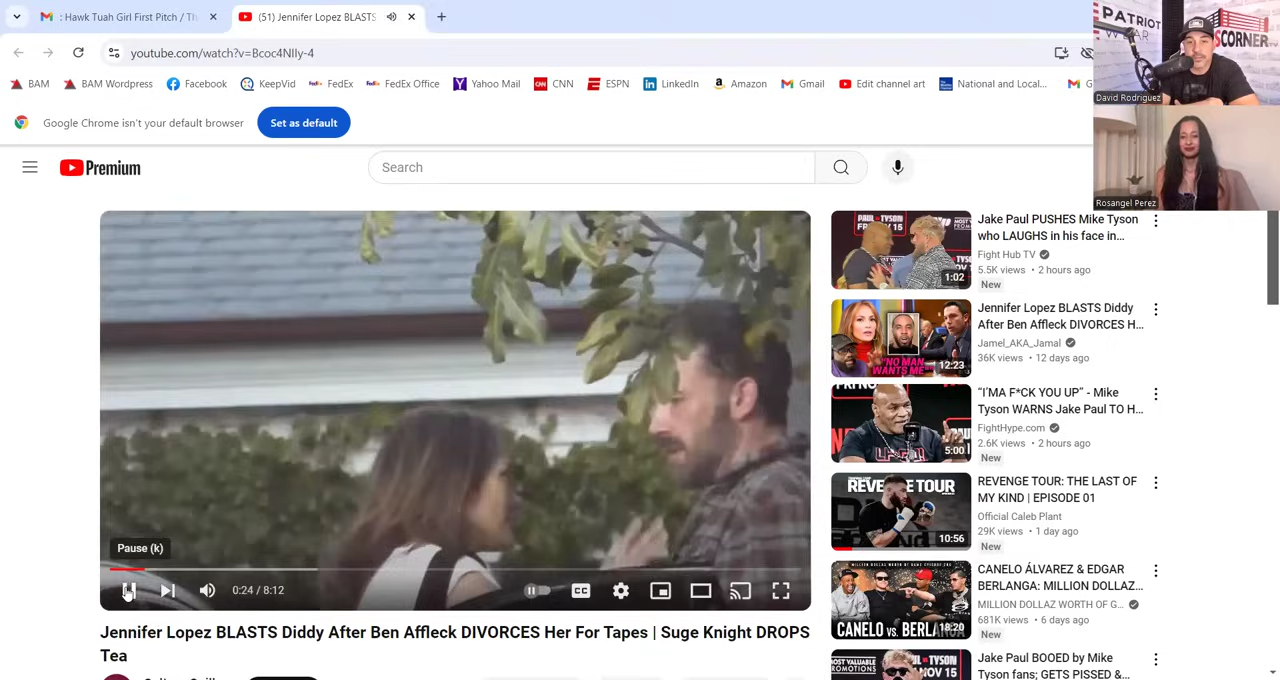 : Hawk Tuah Girl First Pitch / Th
(51) Jennifer Lopez BLASTS
youtube.com/watch?v=Bcoc4NIIy-4
BAM
BAM Wordpress
Facebook
KeepVid
FedEx
FedEx Office
Yahoo Mail
CNN
ESPN
LinkedIn
Amazon
Gmail
Edit channel art
National and Local...
G
Google Chrome isn't your default browser
Set as default
PATRIOT
WEAR
SCORNER
David Rodriguez
Rosangel Perez
Premium
Search
Pause (k)
0:24 / 8:12
CC
Jennifer Lopez BLASTS Diddy After Ben Affleck DIVORCES Her For Tapes | Suge Knight DROPS
Tea
1:02
Jake Paul PUSHES Mike Tyson
who LAUGHS in his face in...
Fight Hub TV
5.5K views • 2 hours ago
New
"NO MAN
WANTS ME"
12:23
Jennifer Lopez BLASTS Diddy
After Ben Affleck DIVORCES H...
Jamel_AKA_Jamal
36K views • 12 days ago
5:00
“I’MA F*CK YOU UP” - Mike
Tyson WARNS Jake Paul TO H...
FightHype.com
2.6K views • 2 hours ago
New
REVENGE TOUR
10:56
REVENGE TOUR: THE LAST OF
MY KIND | EPISODE 01
Official Caleb Plant
29K views • 1 day ago
New
CANELO VS. BERLANGA
18:20
CANELO ÁLVAREZ & EDGAR
BERLANGA: MILLION DOLLAZ...
MILLION DOLLAZ WORTH OF G...
681K views • 6 days ago
New
Jake Paul BOOED by Mike
Tyson fans; GETS PISSED &...